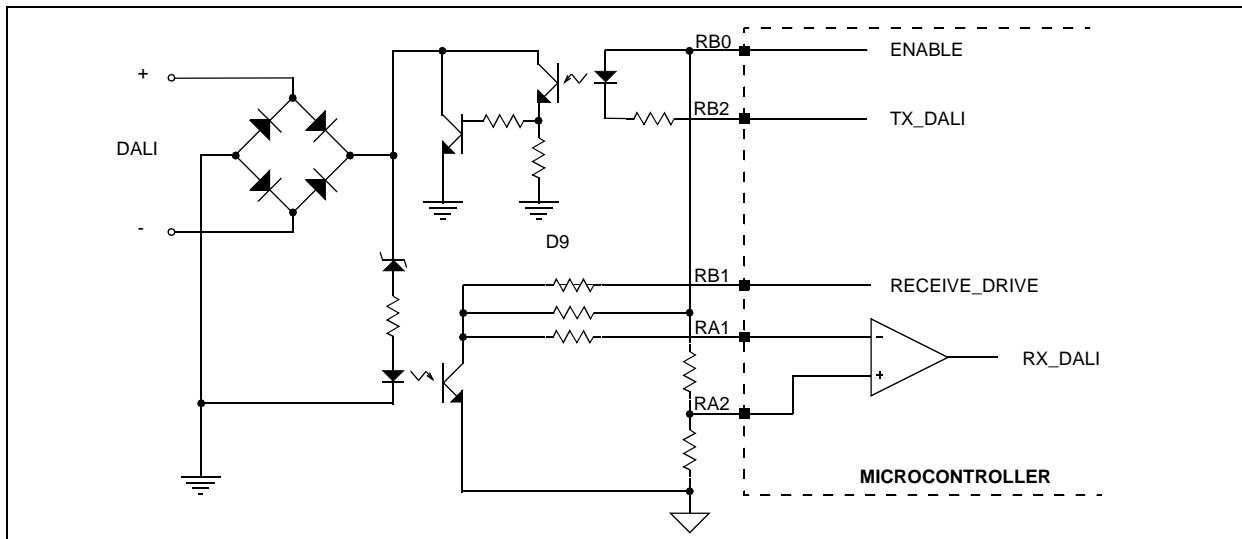 RB0
ENABLE
+
RB2
TX_DALI
DALI
-
D9
RB1
RECEIVE_DRIVE
RA1
-
RX_DALI
+
RA2
MICROCONTROLLER